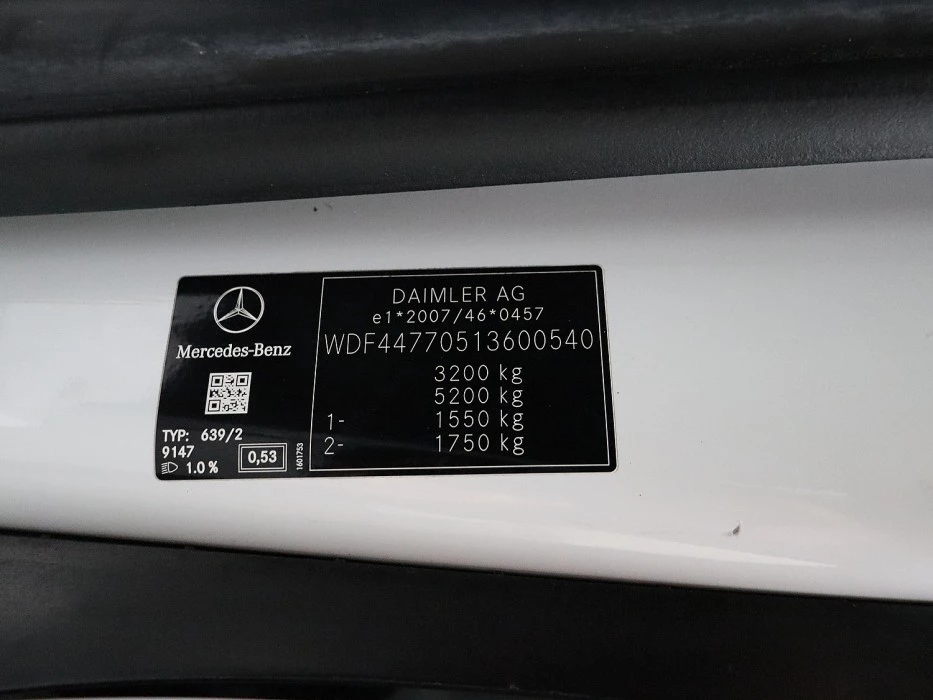 Mercedes-Benz
TYP: 639/2
9147
1.0 %
0,53
1601753
DAIMLER AG
e1*2007/46*0457
WDF44770513600540
3200 kg
5200 kg
1- 1550 kg
2- 1750 kg